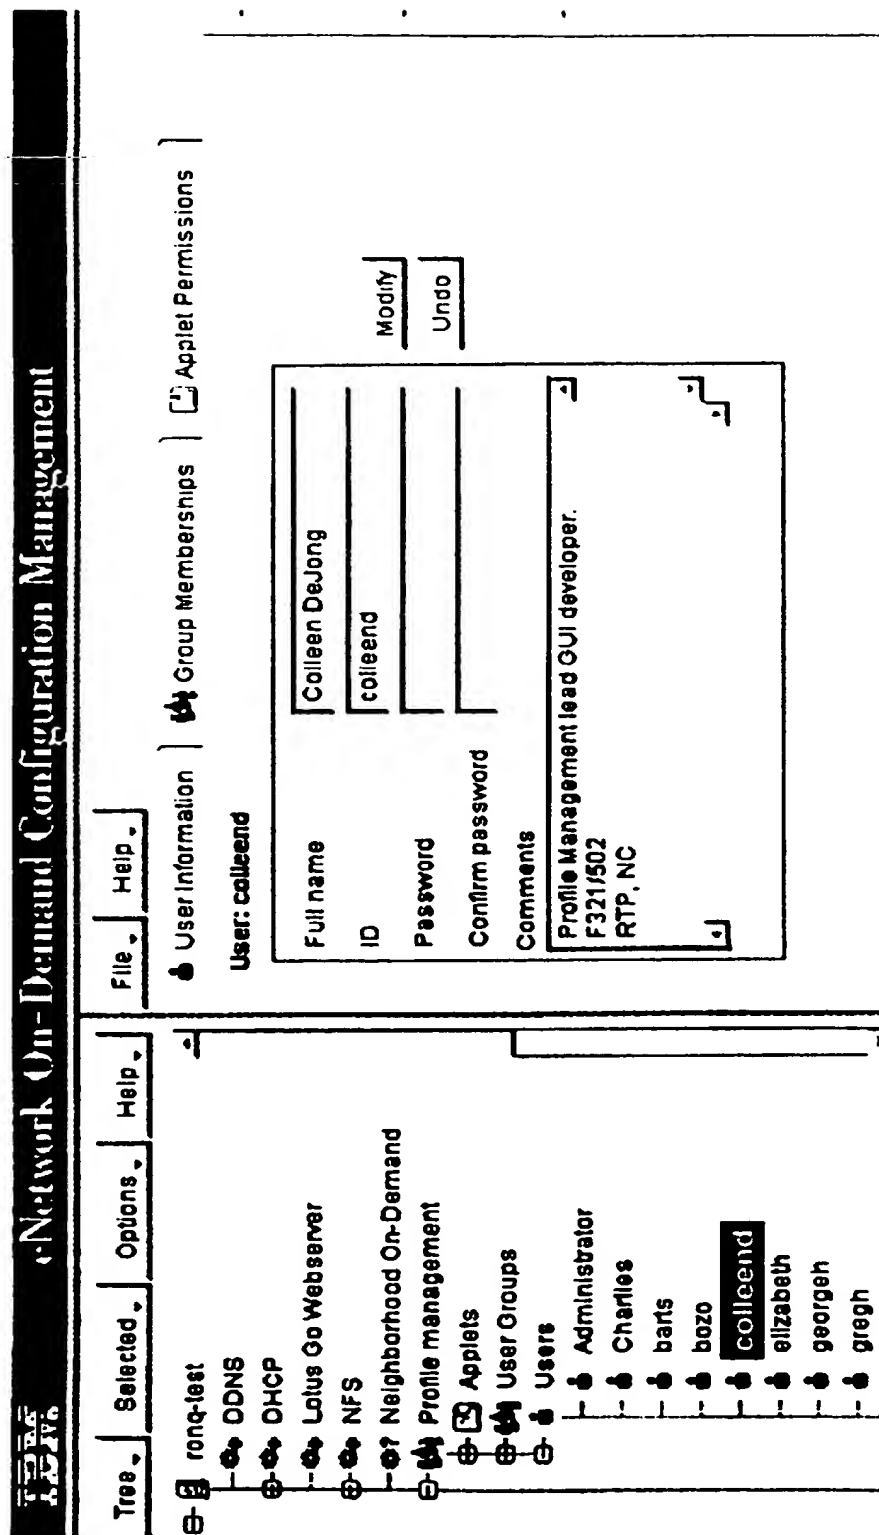 IBM
eNetwork On-Demand Configuration Management
Tree
Selected
Options
Help
File
Help
ronq-test
DDNS
DHCP
Lotus Go Webserver
NFS
Neighborhood On-Demand
Profile management
Applets
User Groups
Users
Administrator
Charlies
barts
bozo
colleend
elizabeth
georgeh
gregh
User Information
Group Memberships
Applet Permissions
User: colleend
Full name
Colleen DeJong
ID
colleend
Password
Confirm password
Comments
Profile Management lead GUI developer.
F321/502
RTP, NC
Modify
Undo